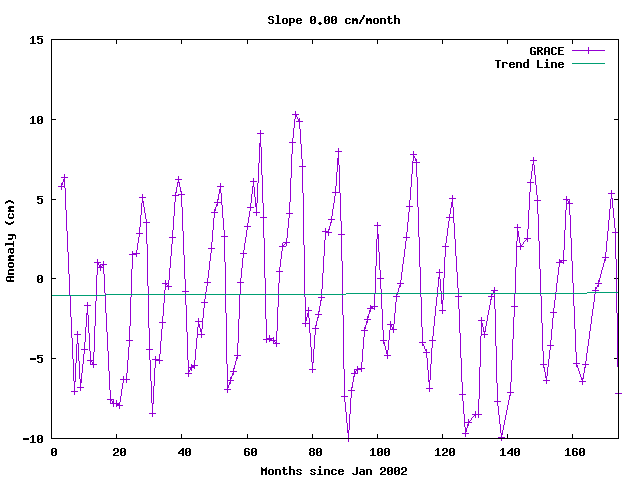 Slope 0.00 cm/month
GRACE
Trend Line
15
10
5
0
-5
-10
Anomaly (cm)
0 20 40 60 80 100 120 140 160
Months since Jan 2002